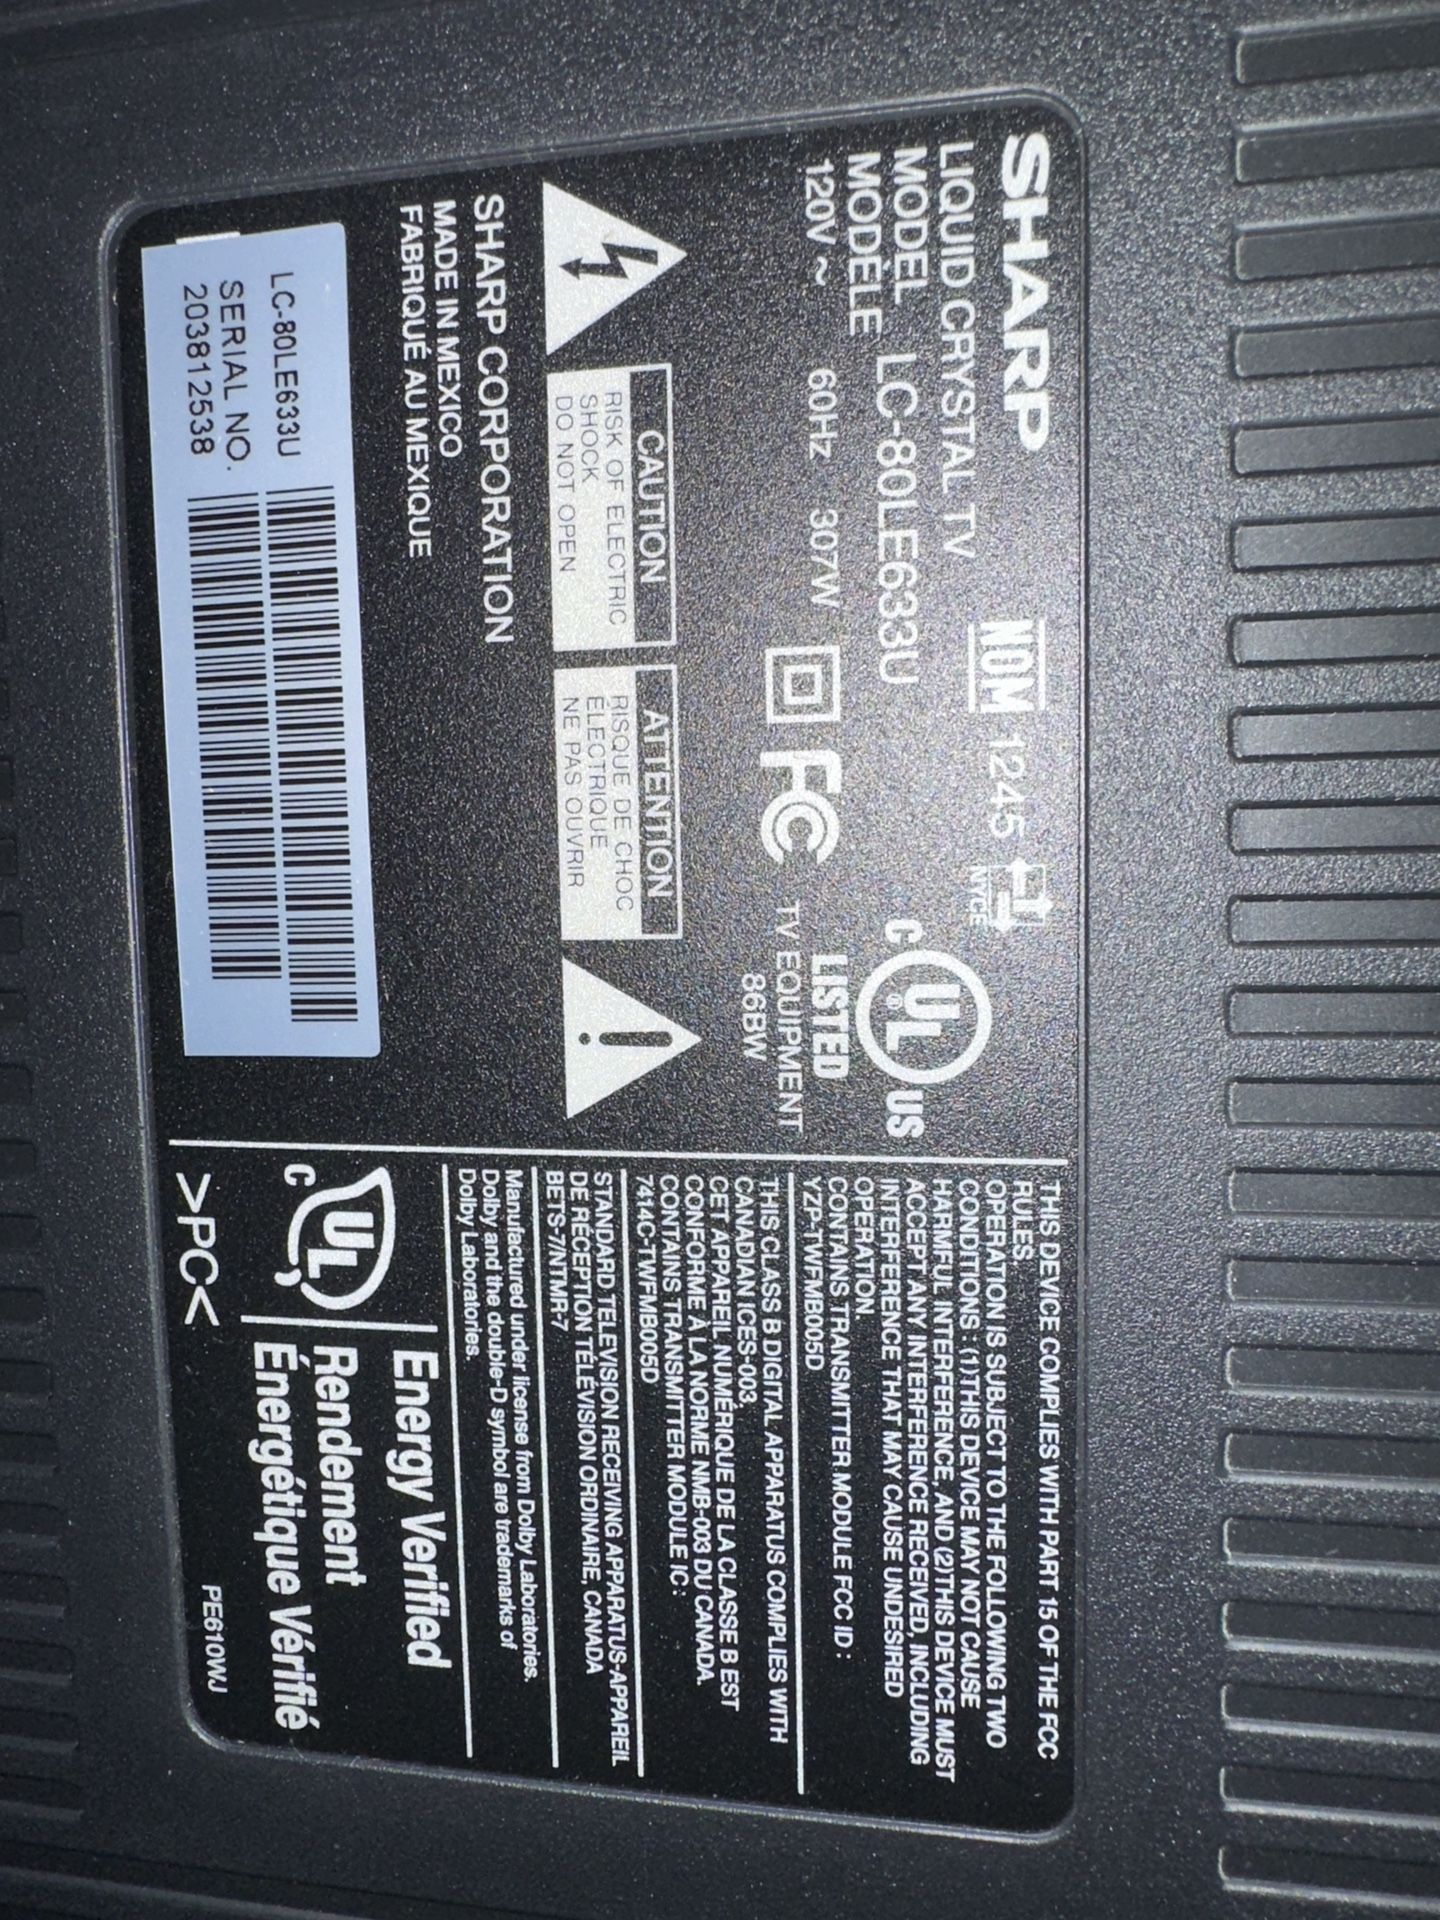 SHARP
NOM 1245 NYCE
LIQUID CRYSTAL TV
MODEL
MODÈLE LC-80LE633U
120V ~ 60Hz 307W
FC
C UL ® US
LISTED
TV EQUIPMENT
86BW
CAUTION
RISK OF ELECTRIC
SHOCK
DO NOT OPEN
ATTENTION
RISQUE DE CHOC
ÉLECTRIQUE
NE PAS OUVRIR
SHARP CORPORATION
MADE IN MEXICO
FABRIQUÉ AU MEXIQUE
LC-80LE633U
SERIAL NO.
203812538
THIS DEVICE COMPLIES WITH PART 15 OF THE FCC
RULES.
OPERATION IS SUBJECT TO THE FOLLOWING TWO
CONDITIONS : (1)THIS DEVICE MAY NOT CAUSE
HARMFUL INTERFERENCE, AND (2)THIS DEVICE MUST
ACCEPT ANY INTERFERENCE RECEIVED, INCLUDING
INTERFERENCE THAT MAY CAUSE UNDESIRED
OPERATION.
CONTAINS TRANSMITTER MODULE FCC ID :
YZP-TWFMB005D
THIS CLASS B DIGITAL APPARATUS COMPLIES WITH
CANADIAN ICES-003.
CET APPAREIL NUMÉRIQUE DE LA CLASSE B EST
CONFORME À LA NORME NMB-003 DU CANADA.
CONTAINS TRANSMITTER MODULE IC :
7414C-TWFMB005D
STANDARD TELEVISION RECEIVING APPARATUS-APPAREIL
DE RÉCEPTION TÉLÉVISION ORDINAIRE, CANADA
BETS-7/NTMR-7
Manufactured under license from Dolby Laboratories.
Dolby and the double-D symbol are trademarks of
Dolby Laboratories.
C UL
Energy Verified
Rendement
Énergétique Vérifié
>PC<
PE610WJ